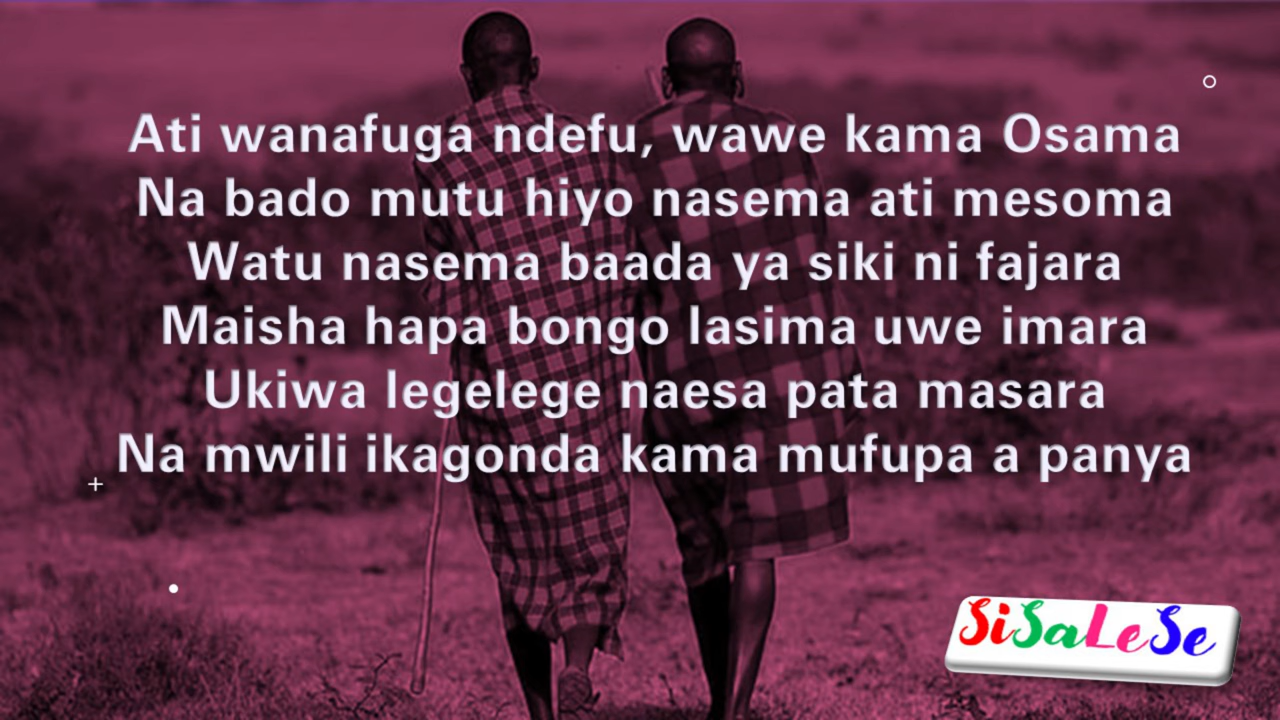 Ati wanafuga ndefu, wawe kama Osama
Na bado mutu hiyo nasema ati mesoma
Watu nasema baada ya siki ni fajara
Maisha hapa bongo lasima uwe imara
Ukiwa legelege naesa pata masara
Na mwili ikagonda kama mufupa a panya
SiSaLeSe